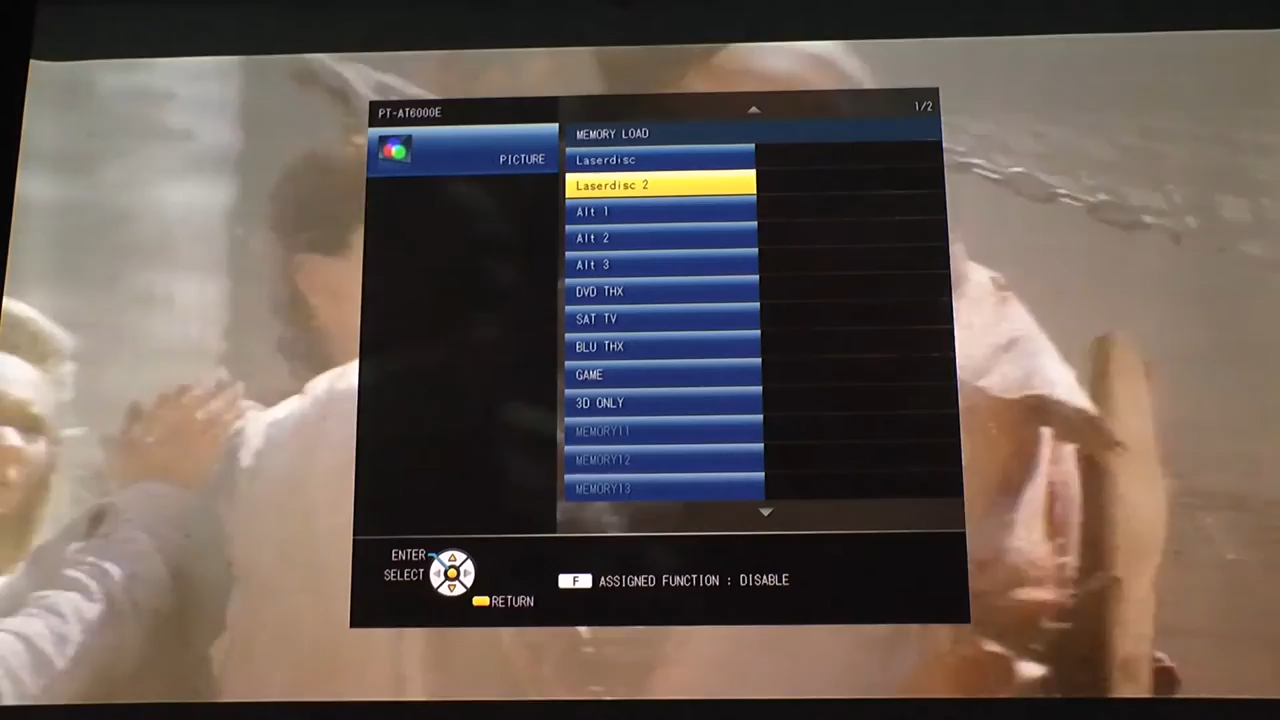 PT-AT6000E
1/2
PICTURE
MEMORY LOAD
Laserdisc
Laserdisc 2
Alt 1
Alt 2
Alt 3
DVD THX
SAT TV
BLU THX
GAME
3D ONLY
MEMORY11
MEMORY12
MEMORY13
ENTER
SELECT
RETURN
F ASSIGNED FUNCTION : DISABLE